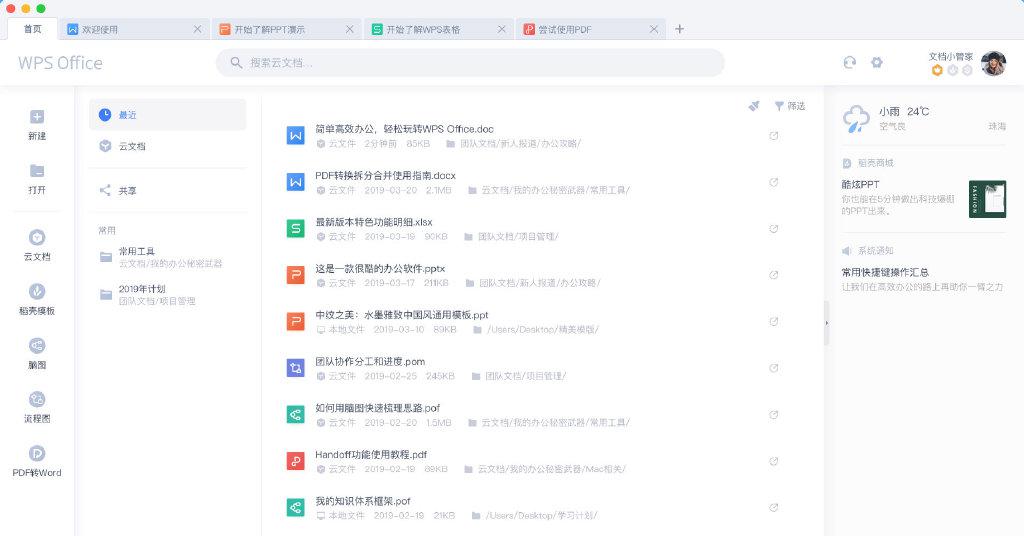 首页
欢迎使用
开始了解PPT演示
开始了解WPS表格
尝试使用PDF
WPS Office
搜索云文档...
文档小管家
新建
打开
云文档
稻壳模板
脑图
流程图
PDF转Word
最近
云文档
共享
常用
常用工具
云文档/我的办公秘密武器
2019年计划
团队文档/项目管理
筛选
简单高效办公，轻松玩转WPS Office.doc
云文件 2分钟前 85KB 团队文档/新人报道/办公攻略/
PDF转换拆分合并使用指南.docx
云文件 2019-03-20 2.1MB 云文档/我的办公秘密武器/常用工具/
最新版本特色功能明细.xlsx
云文件 2019-03-19 90KB 团队文档/项目管理/
这是一款很酷的办公软件.pptx
云文件 2019-03-17 211KB 团队文档/新人报道/办公攻略/
中纹之美：水墨雅致中国风通用模板.ppt
本地文件 2019-03-10 89KB /Users/Desktop/精美模版/
团队协作分工和进度.pom
云文件 2019-02-25 245KB 团队文档/项目管理/
如何用脑图快速梳理思路.pof
云文件 2019-02-20 1.5MB 云文档/我的办公秘密武器/常用工具/
Handoff功能使用教程.pdf
云文件 2019-02-19 89KB 云文档/我的办公秘密武器/Mac相关/
我的知识体系框架.pof
本地文件 2019-02-19 21KB /Users/Desktop/学习计划/
小雨 24℃
空气良 珠海
稻壳商城
酷炫PPT
你也能在5分钟做出科技爆棚
的PPT出来。
FASHION
系统通知
常用快捷键操作汇总
让我们在高效办公的路上再助你一臂之力